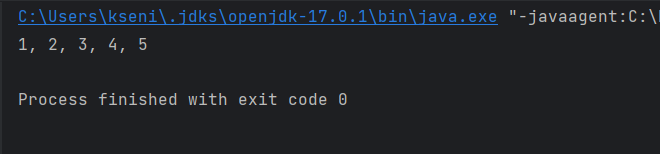 C:\Users\kseni\.jdks\openjdk-17.0.1\bin\java.exe "-javaagent:C:\
1, 2, 3, 4, 5
Process finished with exit code 0